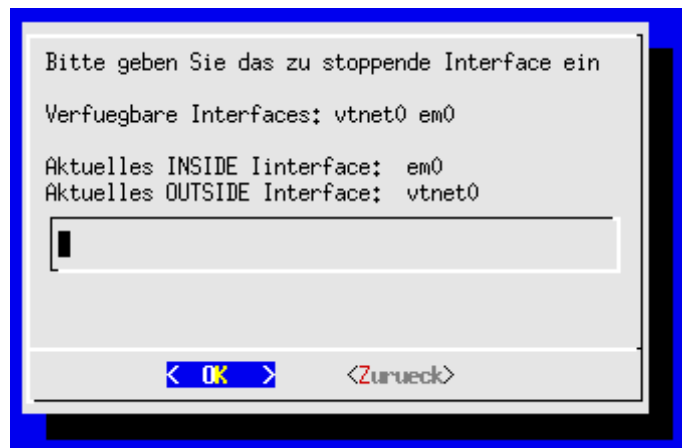 Bitte geben Sie das zu stoppende Interface ein
Verfuegbare Interfaces: vtnet0 em0
Aktuelles INSIDE Iinterface: em0
Aktuelles OUTSIDE Interface: vtnet0
< OK > <Zurueck>